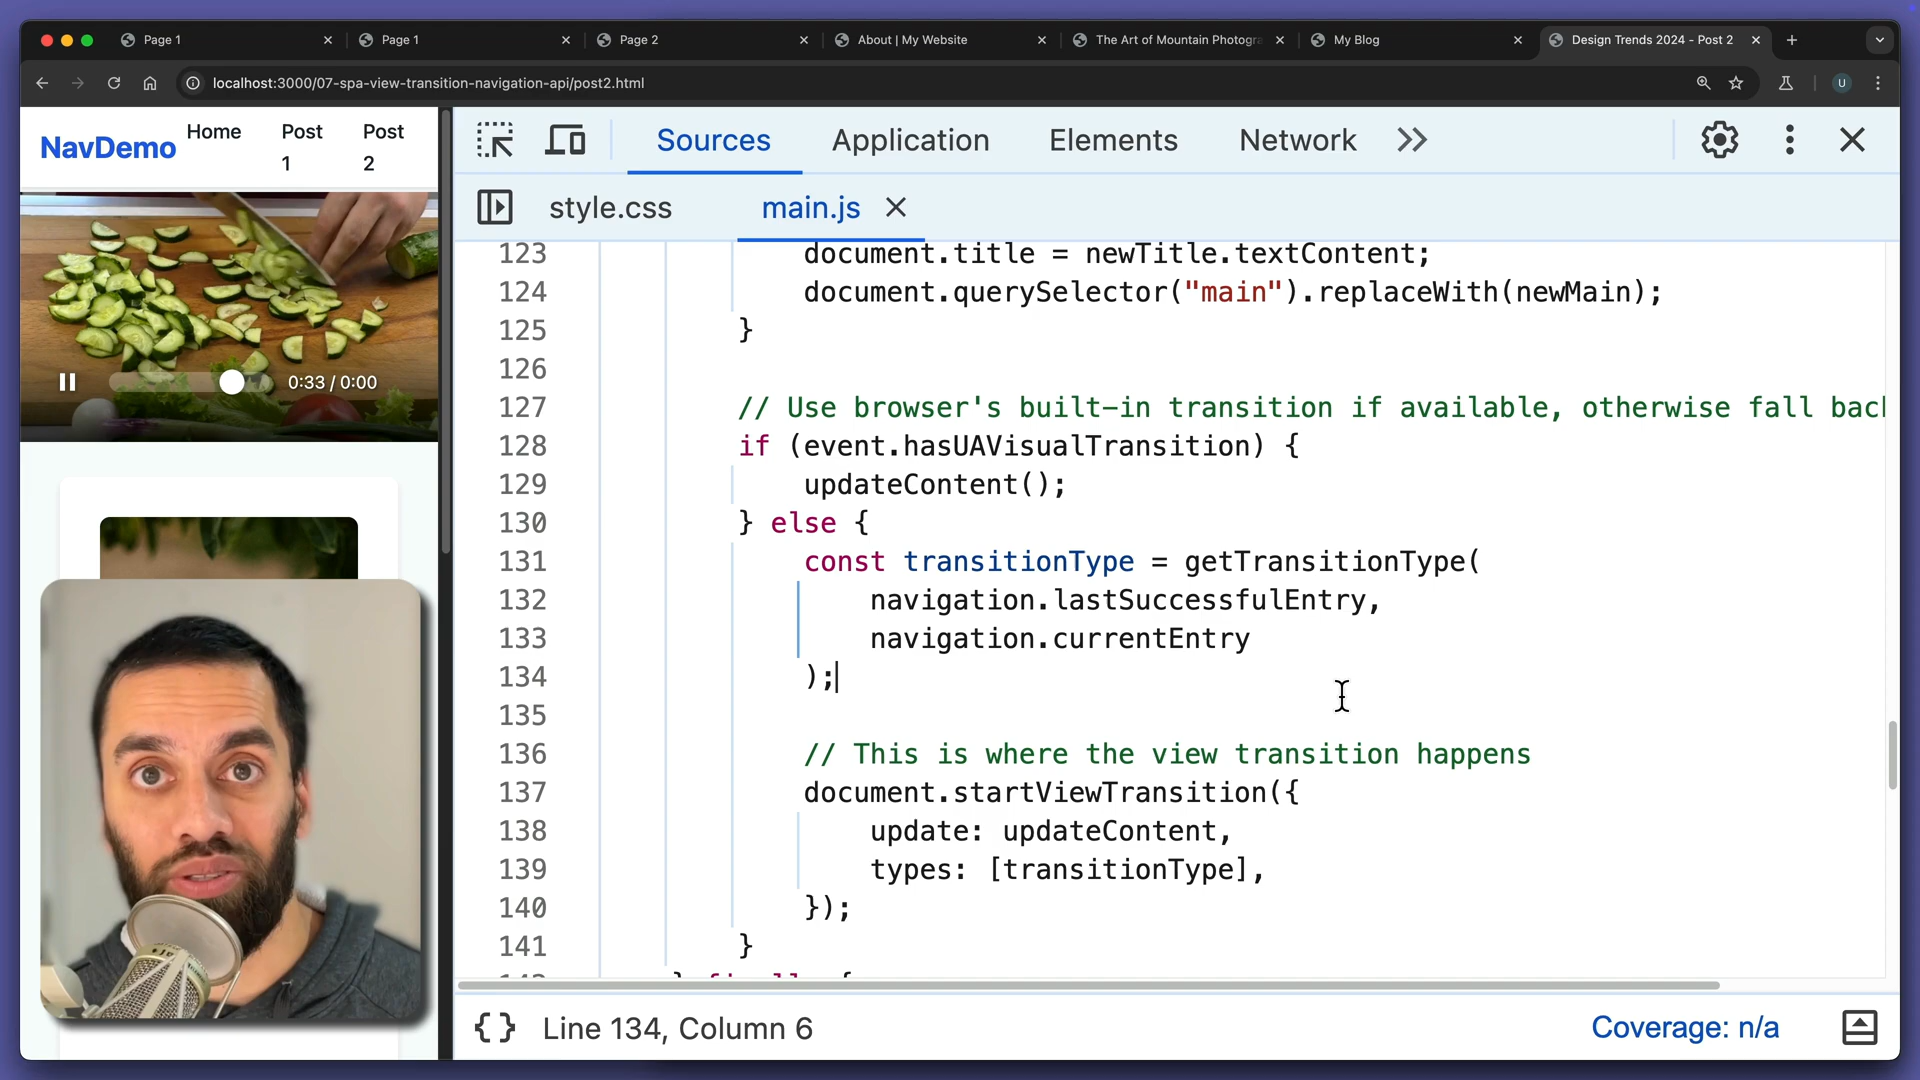 Page 1
Page 1
Page 2
About | My Website
The Art of Mountain Photogra
My Blog
Design Trends 2024 - Post 2
localhost:3000/07-spa-view-transition-navigation-api/post2.html
U
NavDemo
Home
Post 1
Post 2
0:33 / 0:00
Sources
Application
Elements
Network
style.css
main.js
123 document.title = newTitle.textContent;
124 document.querySelector("main").replaceWith(newMain);
125 }
126
127 // Use browser's built-in transition if available, otherwise fall bac
128 if (event.hasUAVisualTransition) {
129 updateContent();
130 } else {
131 const transitionType = getTransitionType(
132 navigation.lastSuccessfulEntry,
133 navigation.currentEntry
134 );
135
136 // This is where the view transition happens
137 document.startViewTransition({
138 update: updateContent,
139 types: [transitionType],
140 });
141 }
{ } Line 134, Column 6
Coverage: n/a